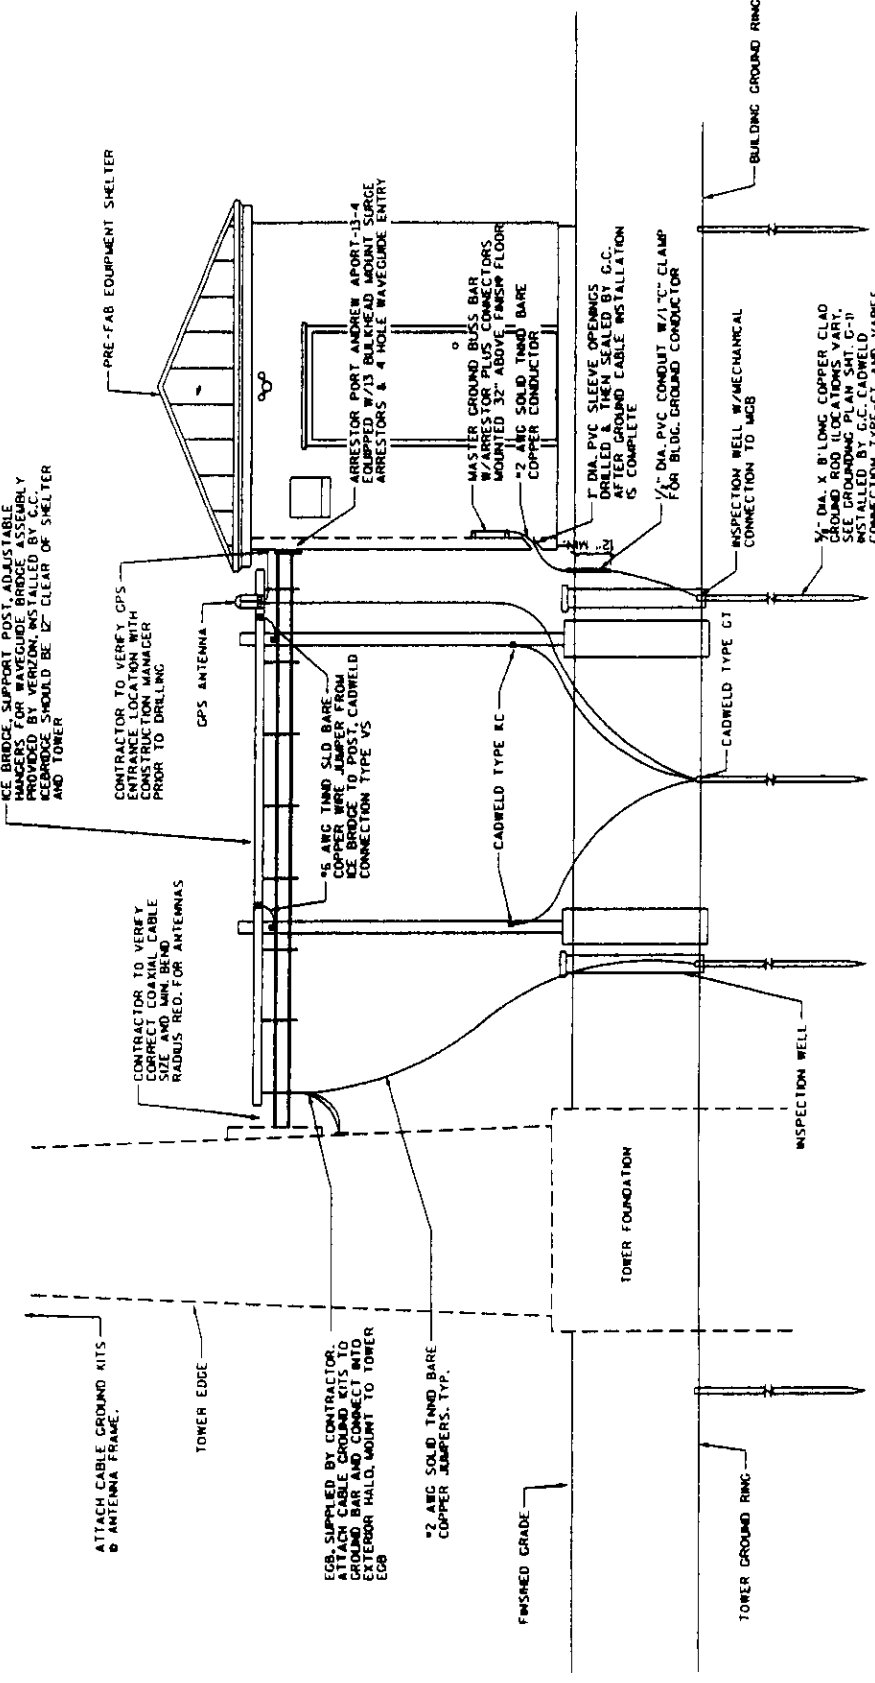 ICE BRIDGE, SUPPORT POST, ADJUSTABLE
HANGERS FOR WAVEGUIDE BRIDGE ASSEMBLY
PROVIDED BY VERIZON, INSTALLED BY G.C.
ICEBRIDGE SHOULD BE 12" CLEAR OF SHELTER
AND TOWER
PRE-FAB EQUIPMENT SHELTER
CONTRACTOR TO VERIFY GPS
ENTRANCE LOCATION WITH
CONSTRUCTION MANAGER
PRIOR TO DRILLING
GPS ANTENNA
CONTRACTOR TO VERIFY
CORRECT COAXIAL CABLE
SIZE AND MIN. BEND
RADIUS REQ. FOR ANTENNAS
ATTACH CABLE GROUND KITS
@ ANTENNA FRAME.
TOWER EDGE
ARRESTOR PORT ANDREW APORT-13-4
EQUIPPED W/13 BULKHEAD MOUNT SURGE
ARRESTORS & 4 HOLE WAVEGUIDE ENTRY
MASTER GROUND BUSS BAR
W/ARRESTOR PLUS CONNECTORS
MOUNTED 32" ABOVE FINISH FLOOR
#2 AWG SOLID TNND BARE
COPPER CONDUCTOR
1" DIA. PVC SLEEVE OPENINGS
DRILLED & THEN SEALED BY G.C.
AFTER GROUND CABLE INSTALLATION
IS COMPLETE
12" MIN.
1/2" DIA. PVC CONDUIT W/1 "C" CLAMP
FOR BLDG. GROUND CONDUCTOR
#6 AWG TNND SLD BARE
COPPER WIRE JUMPER FROM
ICE BRIDGE TO POST, CADWELD
CONNECTION TYPE VS
CADWELD TYPE KC
EGB, SUPPLIED BY CONTRACTOR.
ATTACH CABLE GROUND KITS TO
GROUND BAR AND CONNECT INTO
EXTERIOR HALO, MOUNT TO TOWER
EGB
#2 AWG SOLID TNND BARE
COPPER JUMPERS, TYP.
FINISHED GRADE
TOWER FOUNDATION
TOWER GROUND RING
INSPECTION WELL
CADWELD TYPE GT
INSPECTION WELL W/MECHANICAL
CONNECTION TO MGB
BUILDING GROUND RING
5/8" DIA. X 8' LONG COPPER CLAD
GROUND ROD (LOCATIONS VARY,
SEE GROUNDING PLAN SHT. G-1)
INSTALLED BY G.C. CADWELD
CONNECTION TYPE-GT AND VARIES